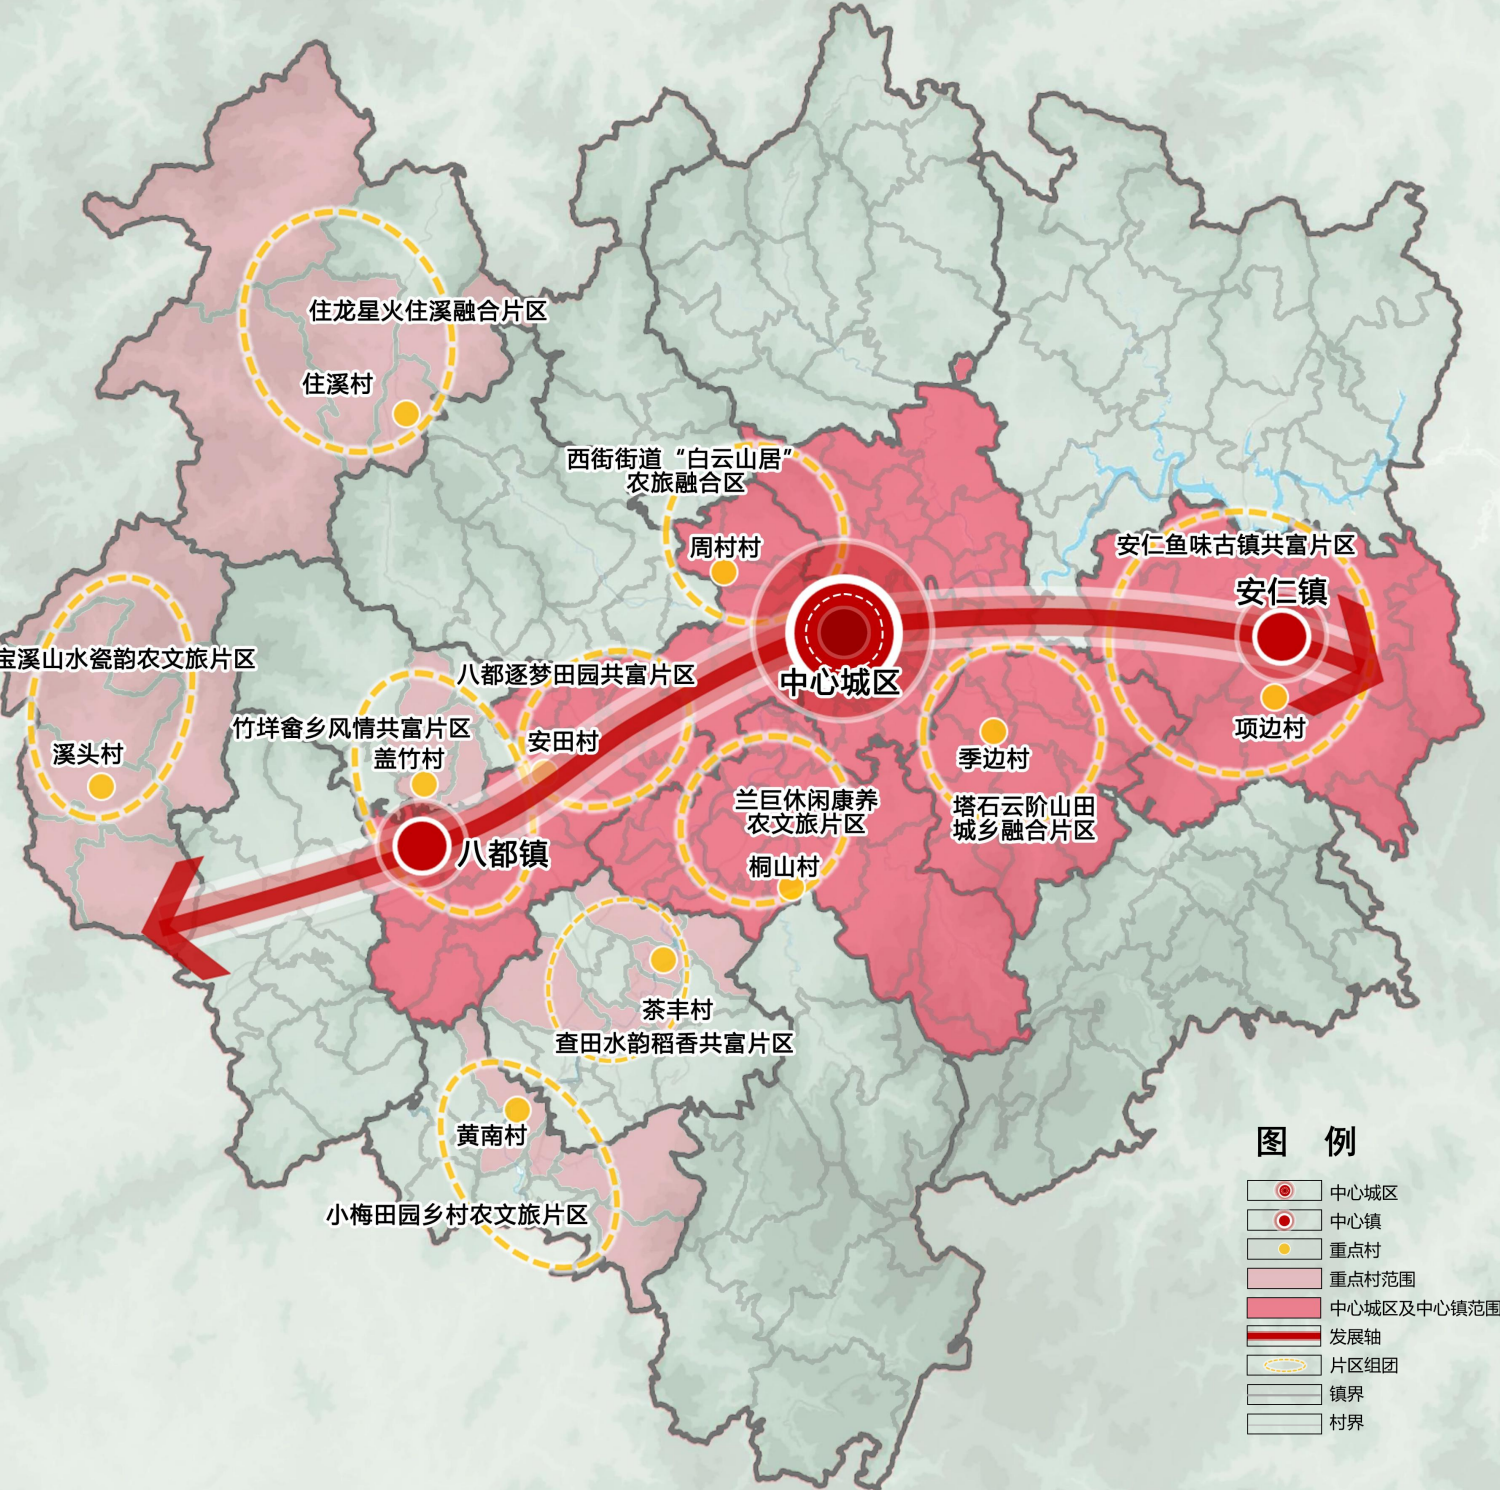 住龙星火住溪融合片区
住溪村
西街街道“白云山居”
农旅融合区
周村村
安仁鱼味古镇共富片区
安仁镇
宝溪山水瓷韵农文旅片区
八都逐梦田园共富片区
中心城区
竹垟畲乡风情共富片区
溪头村
盖竹村
安田村
项边村
季边村
兰巨休闲康养
农文旅片区
塔石云阶山田
城乡融合片区
八都镇
桐山村
茶丰村
查田水韵稻香共富片区
黄南村
小梅田园乡村农文旅片区
图 例
中心城区
中心镇
重点村
重点村范围
中心城区及中心镇范围
发展轴
片区组团
镇界
村界